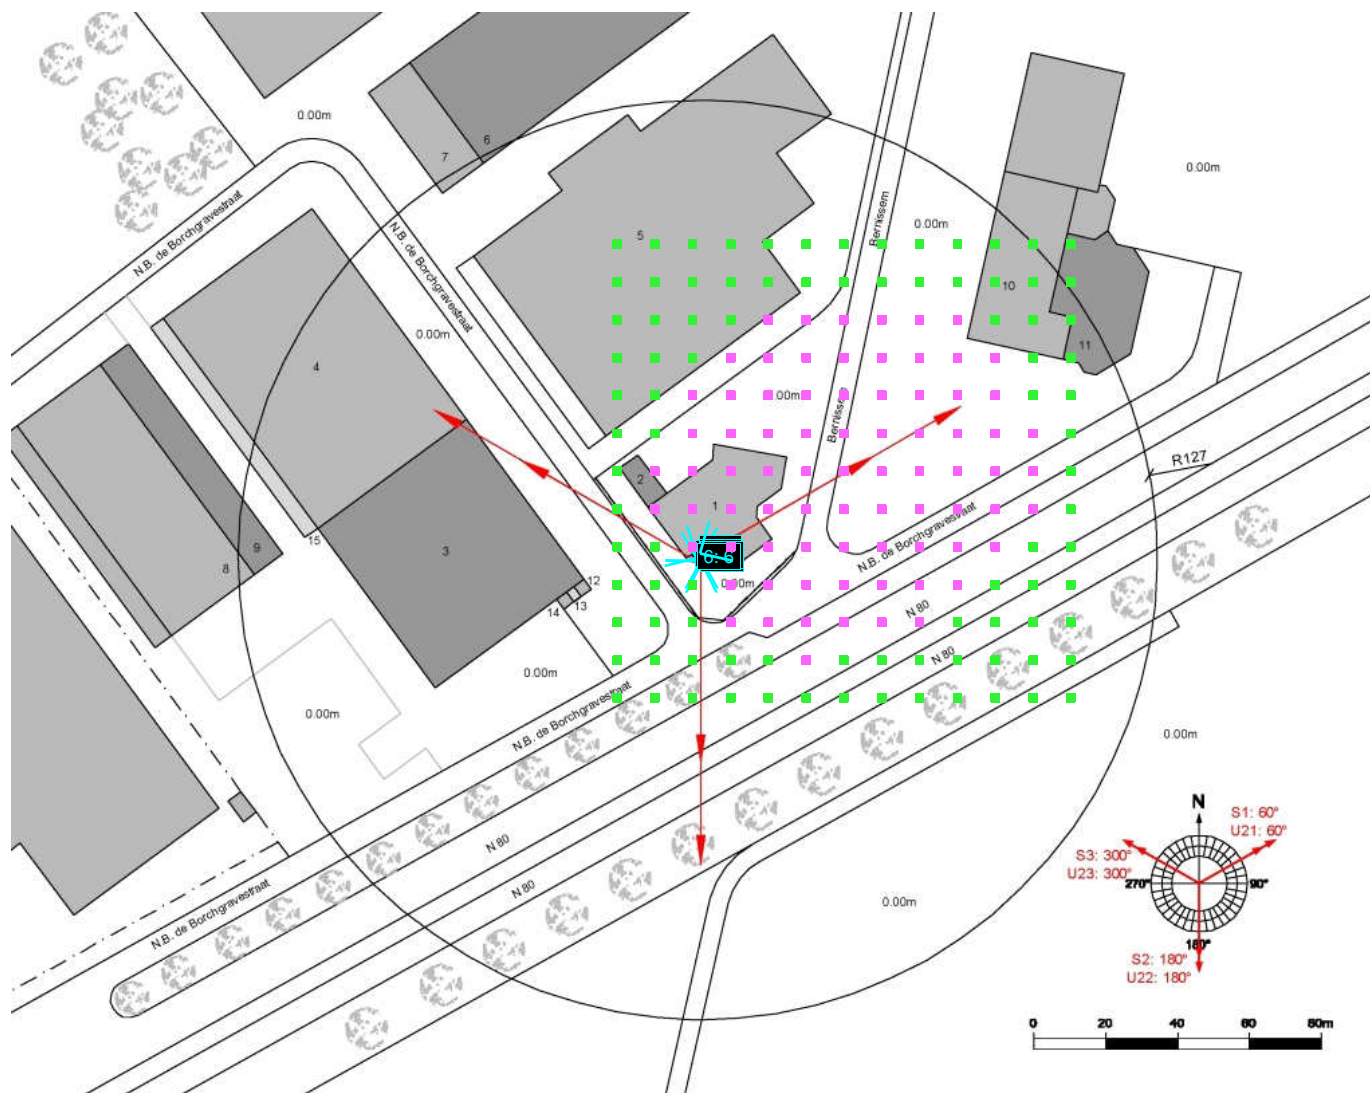 0.00m
6
7
0.00m
Bernissem
N.B. de Borchgravestraat
N.B. de Borchgravestraat
0.00m
5
10
0.00m
11
4
00m
Bernissem
R127
2
1
N.B. de Borchgravestraat
15
9
3
8
6: 6
0.00m
12
13
14
N 80
N 80
0.00m
N.B. de Borchgravestraat
0.00m
0.00m
N
S1: 60°
U21: 60°
S3: 300°
U23: 300°
270°
90°
180°
S2: 180°
U22: 180°
N 80
N 80
0.00m
N.B. de Borchgravestraat
0 20 40 60 80m